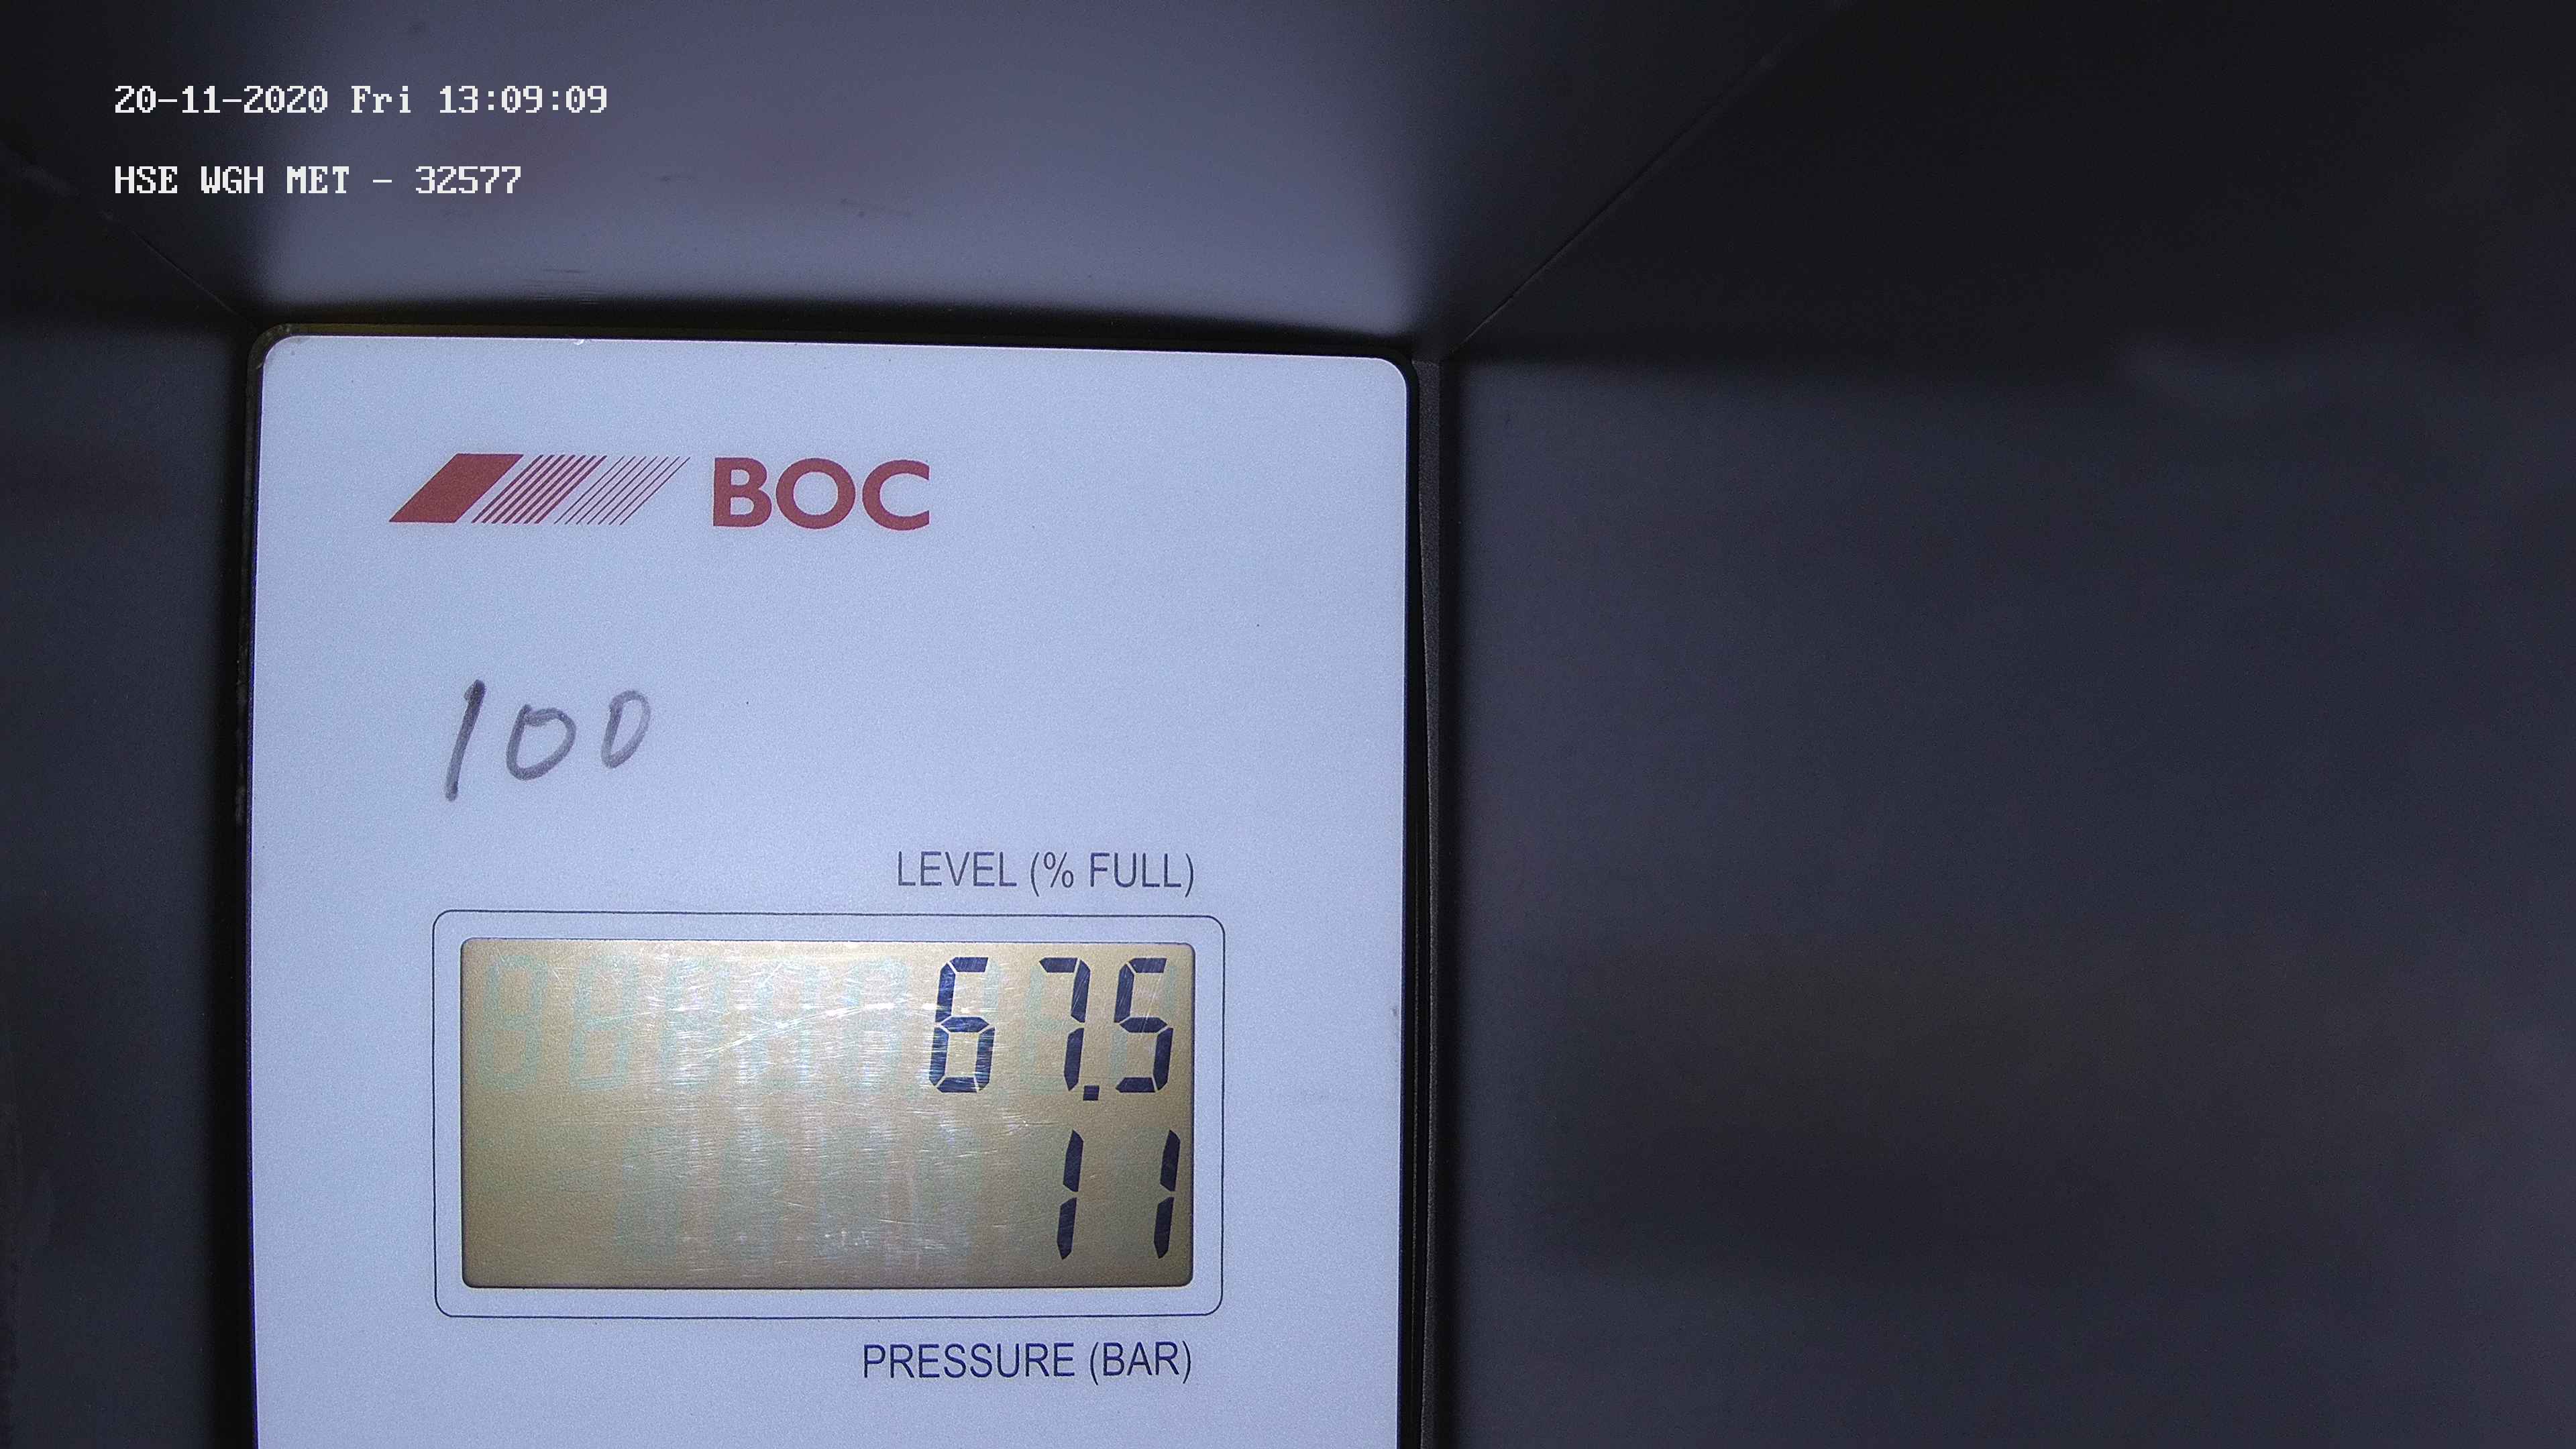 20-11-2020 Fri 13:09:09
HSE WGH MET - 32577
BOC
100
LEVEL (% FULL)
67.5
11
PRESSURE (BAR)